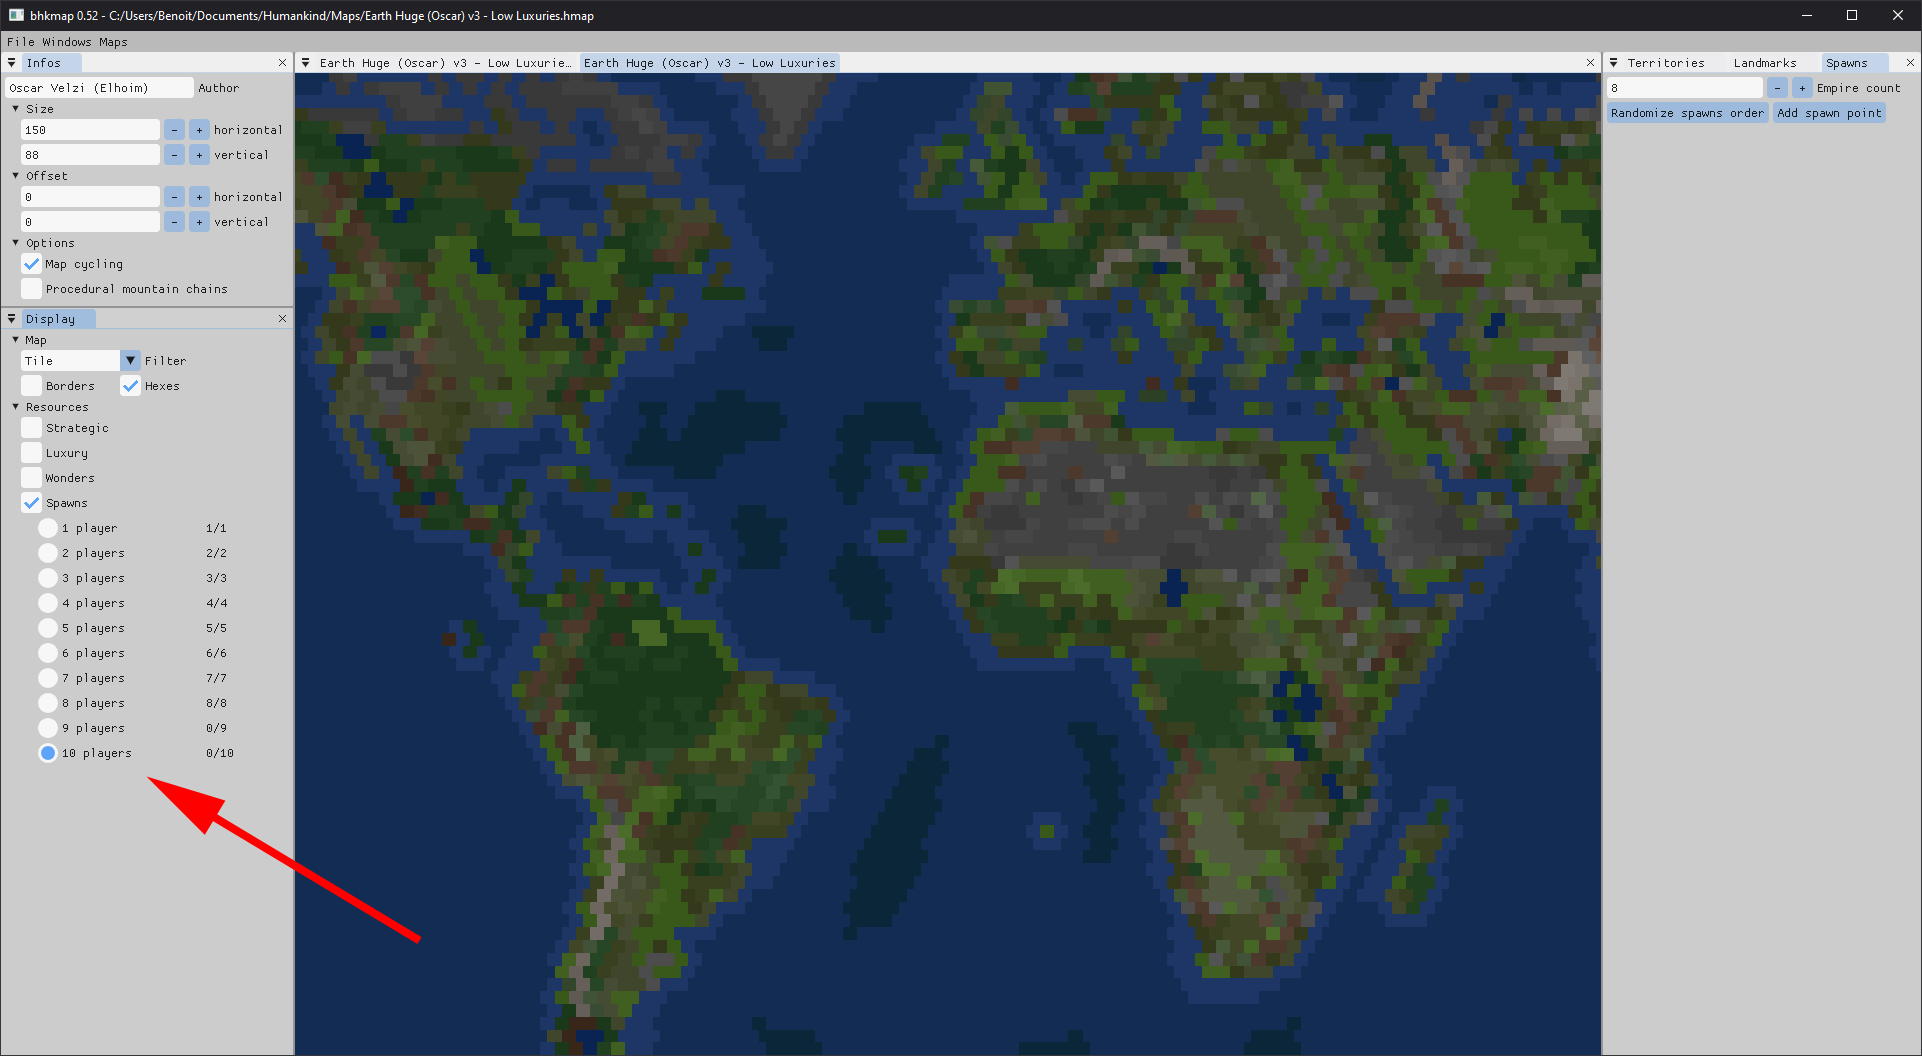 bhkmap 0.52 - C:/Users/Benoit/Documents/Humankind/Maps/Earth Huge (Oscar) v3 - Low Luxuries.hmap
File Windows Maps
Infos
Oscar Velzi (Elhoim) Author
Size
150 - + horizontal
88 - + vertical
Offset
0 - + horizontal
0 - + vertical
Options
Map cycling
Procedural mountain chains
Display
Map
Tile Filter
Borders Hexes
Resources
Strategic
Luxury
Wonders
Spawns
1 player 1/1
2 players 2/2
3 players 3/3
4 players 4/4
5 players 5/5
6 players 6/6
7 players 7/7
8 players 8/8
9 players 0/9
10 players 0/10
Earth Huge (Oscar) v3 - Low Luxurie… Earth Huge (Oscar) v3 - Low Luxuries
Territories Landmarks Spawns
8 - + Empire count
Randomize spawns order Add spawn point